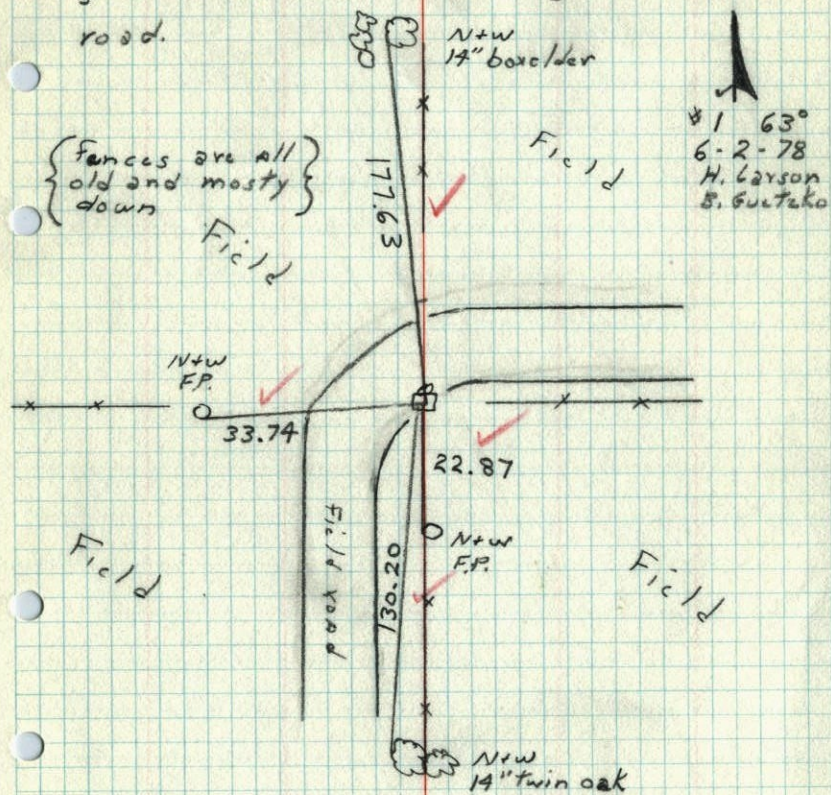 road.
N+W
14" boxelder
#1 63°
6-2-78
H. Larson
B. Guetzko
Field
{Fences are all
old and mosty
down}
177.63
Field
N+W
F.P.
33.74
22.87
Field road
130.20
N+W
F.P.
Field
Field
N+W
14" twin oak